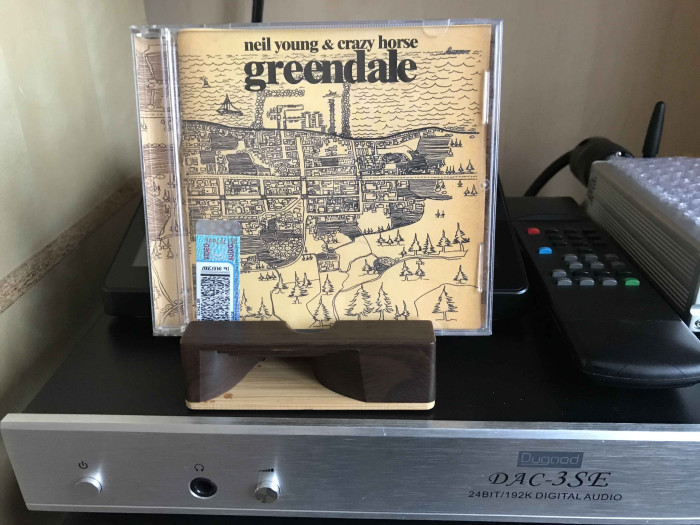 neil young & crazy horse
greendale
Dugood
DAC-3SE
24BIT/192K DIGITAL AUDIO